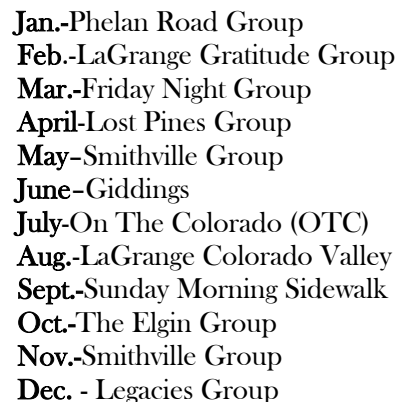 Jan.-Phelan Road Group
Feb.-LaGrange Gratitude Group
Mar.-Friday Night Group
April-Lost Pines Group
May–Smithville Group
June–Giddings
July-On The Colorado (OTC)
Aug.-LaGrange Colorado Valley
Sept.-Sunday Morning Sidewalk
Oct.-The Elgin Group
Nov.-Smithville Group
Dec. - Legacies Group